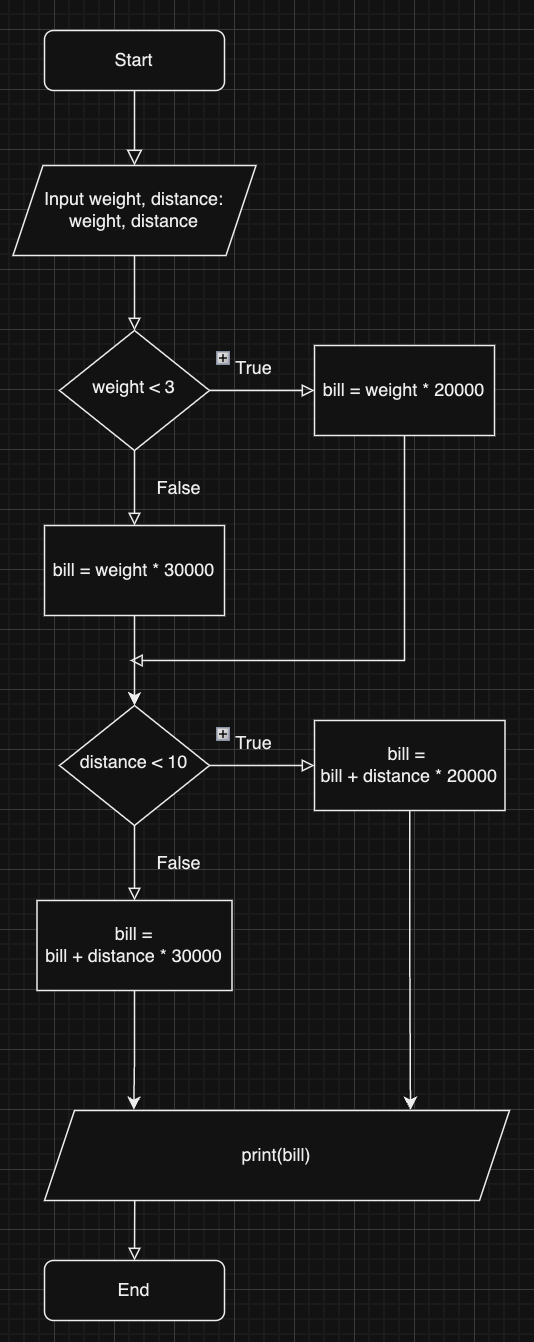 Start
Input weight, distance:
weight, distance
weight < 3
True
bill = weight * 20000
False
bill = weight * 30000
distance < 10
True
bill =
bill + distance * 20000
False
bill =
bill + distance * 30000
print(bill)
End